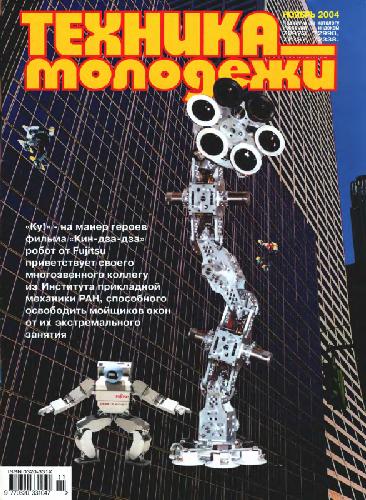 НОЯБРЬ 2004
ТЕХНИКА
МОЛОДЕЖИ
«Ку!» - на манер героев
фильма «Кин-дза-дза»
робот от Fujitsu
приветствует своего
многозвенного коллегу
из Института прикладной
механики РАН, способного
освободить мойщиков окон
от их экстремального
занятия